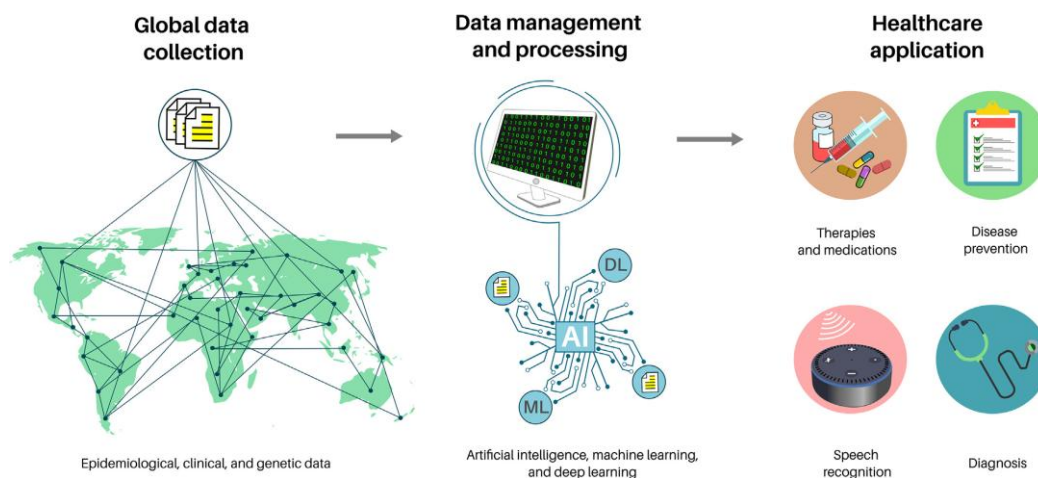 Global data
collection
Data management
and processing
Healthcare
application
DL
AI
ML
Epidemiological, clinical, and genetic data
Artificial intelligence, machine learning,
and deep learning
Therapies
and medications
Disease
prevention
Speech
recognition
Diagnosis